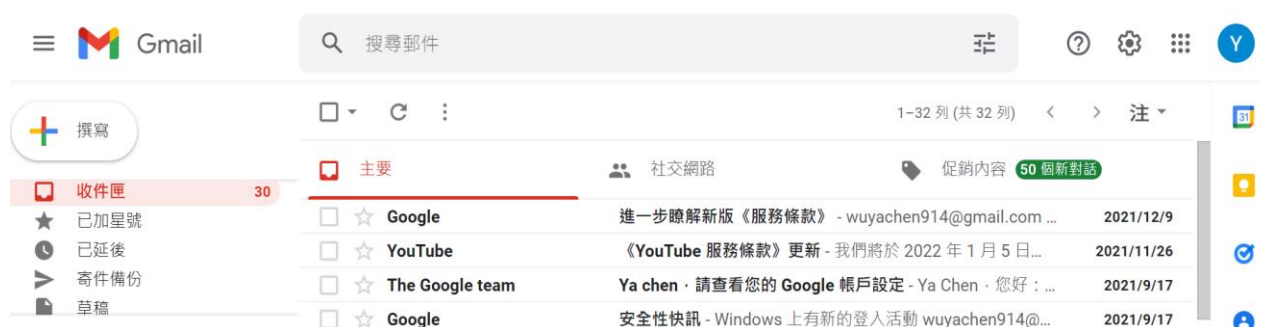 Gmail
搜尋郵件
Y
撰寫
1–32 列 (共 32 列)
注
31
主要
社交網路
促銷內容 50 個新對話
收件匣 30
已加星號
已延後
寄件備份
草稿
Google 進一步瞭解新版《服務條款》 - wuyachen914@gmail.com ... 2021/12/9
YouTube 《YouTube 服務條款》更新 - 我們將於 2022 年 1 月 5 日... 2021/11/26
The Google team Ya chen,請查看您的 Google 帳戶設定 - Ya Chen,您好:... 2021/9/17
Google 安全性快訊 - Windows 上有新的登入活動 wuyachen914@... 2021/9/17